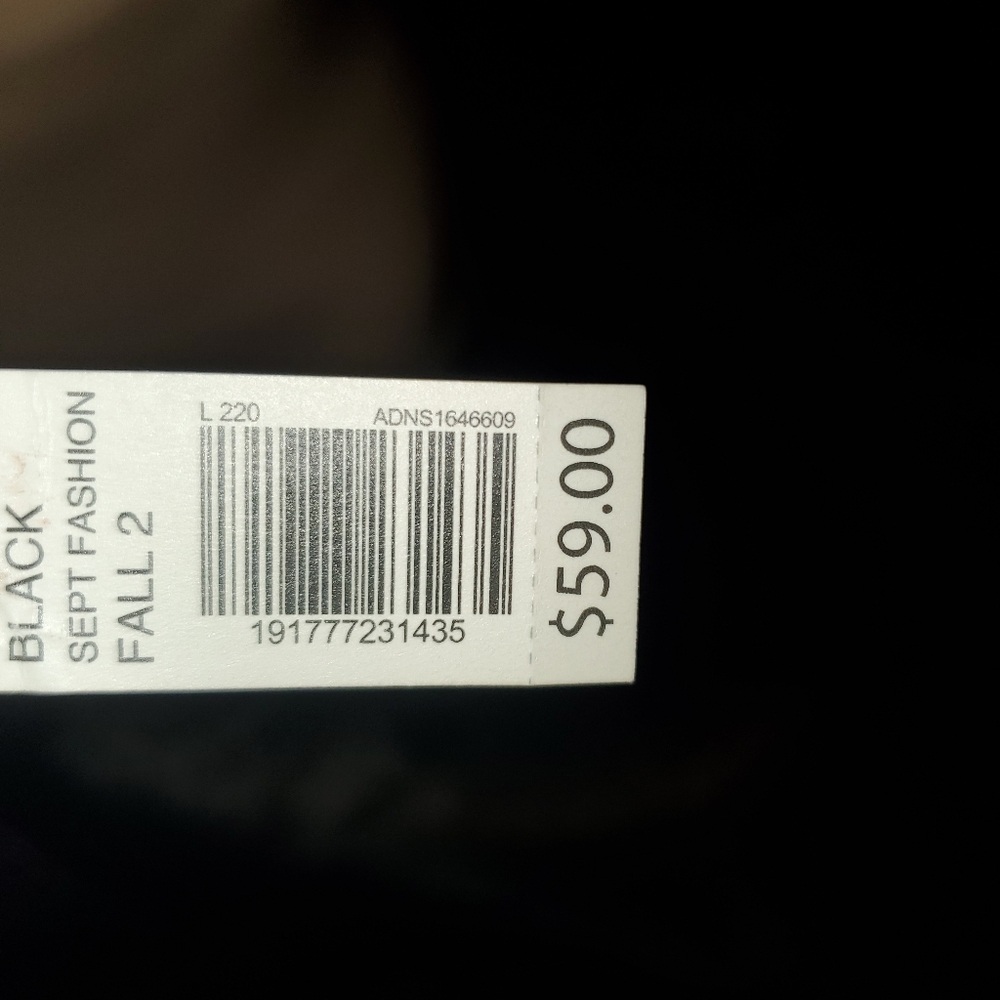 BLACK
SEPT FASHION
FALL 2
L 220
ADNS1646609
191777231435
$59.00